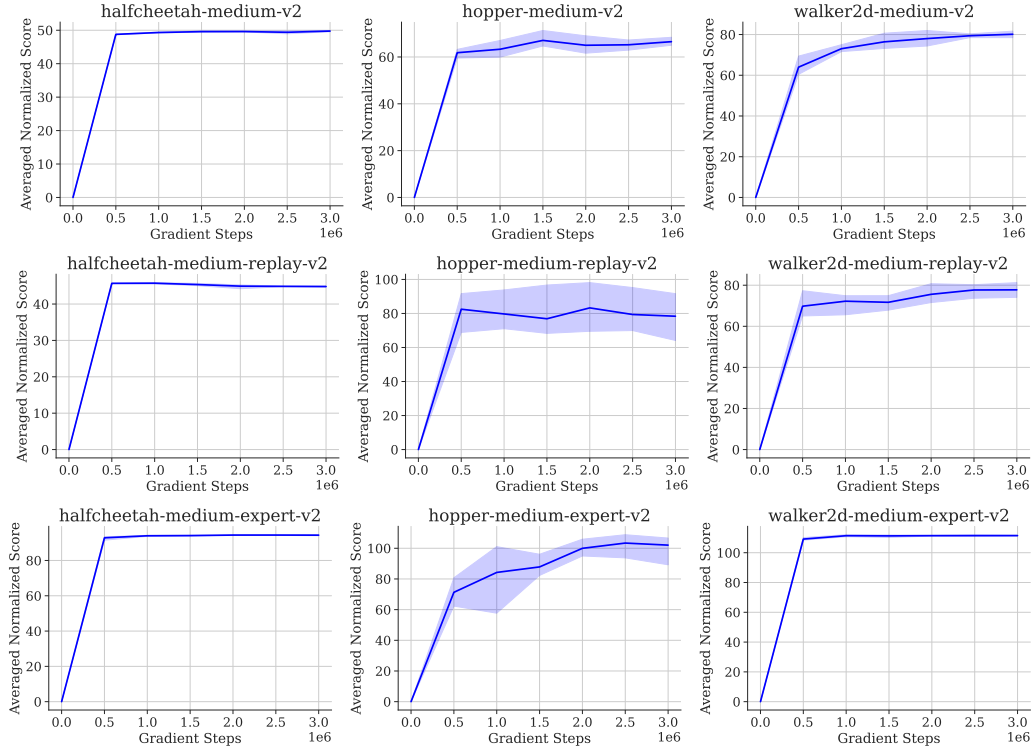 halfcheetah-medium-v2
Averaged Normalized Score
50
40
30
20
10
0
0.0 0.5 1.0 1.5 2.0 2.5 3.0
Gradient Steps
1e6
hopper-medium-v2
Averaged Normalized Score
60
40
20
0
0.0 0.5 1.0 1.5 2.0 2.5 3.0
Gradient Steps
1e6
walker2d-medium-v2
Averaged Normalized Score
80
60
40
20
0
0.0 0.5 1.0 1.5 2.0 2.5 3.0
Gradient Steps
1e6
halfcheetah-medium-replay-v2
Averaged Normalized Score
40
30
20
10
0
0.0 0.5 1.0 1.5 2.0 2.5 3.0
Gradient Steps
1e6
hopper-medium-replay-v2
Averaged Normalized Score
100
80
60
40
20
0
0.0 0.5 1.0 1.5 2.0 2.5 3.0
Gradient Steps
1e6
walker2d-medium-replay-v2
Averaged Normalized Score
80
60
40
20
0
0.0 0.5 1.0 1.5 2.0 2.5 3.0
Gradient Steps
1e6
halfcheetah-medium-expert-v2
Averaged Normalized Score
80
60
40
20
0
0.0 0.5 1.0 1.5 2.0 2.5 3.0
Gradient Steps
1e6
hopper-medium-expert-v2
Averaged Normalized Score
100
80
60
40
20
0
0.0 0.5 1.0 1.5 2.0 2.5 3.0
Gradient Steps
1e6
walker2d-medium-expert-v2
Averaged Normalized Score
100
80
60
40
20
0
0.0 0.5 1.0 1.5 2.0 2.5 3.0
Gradient Steps
1e6